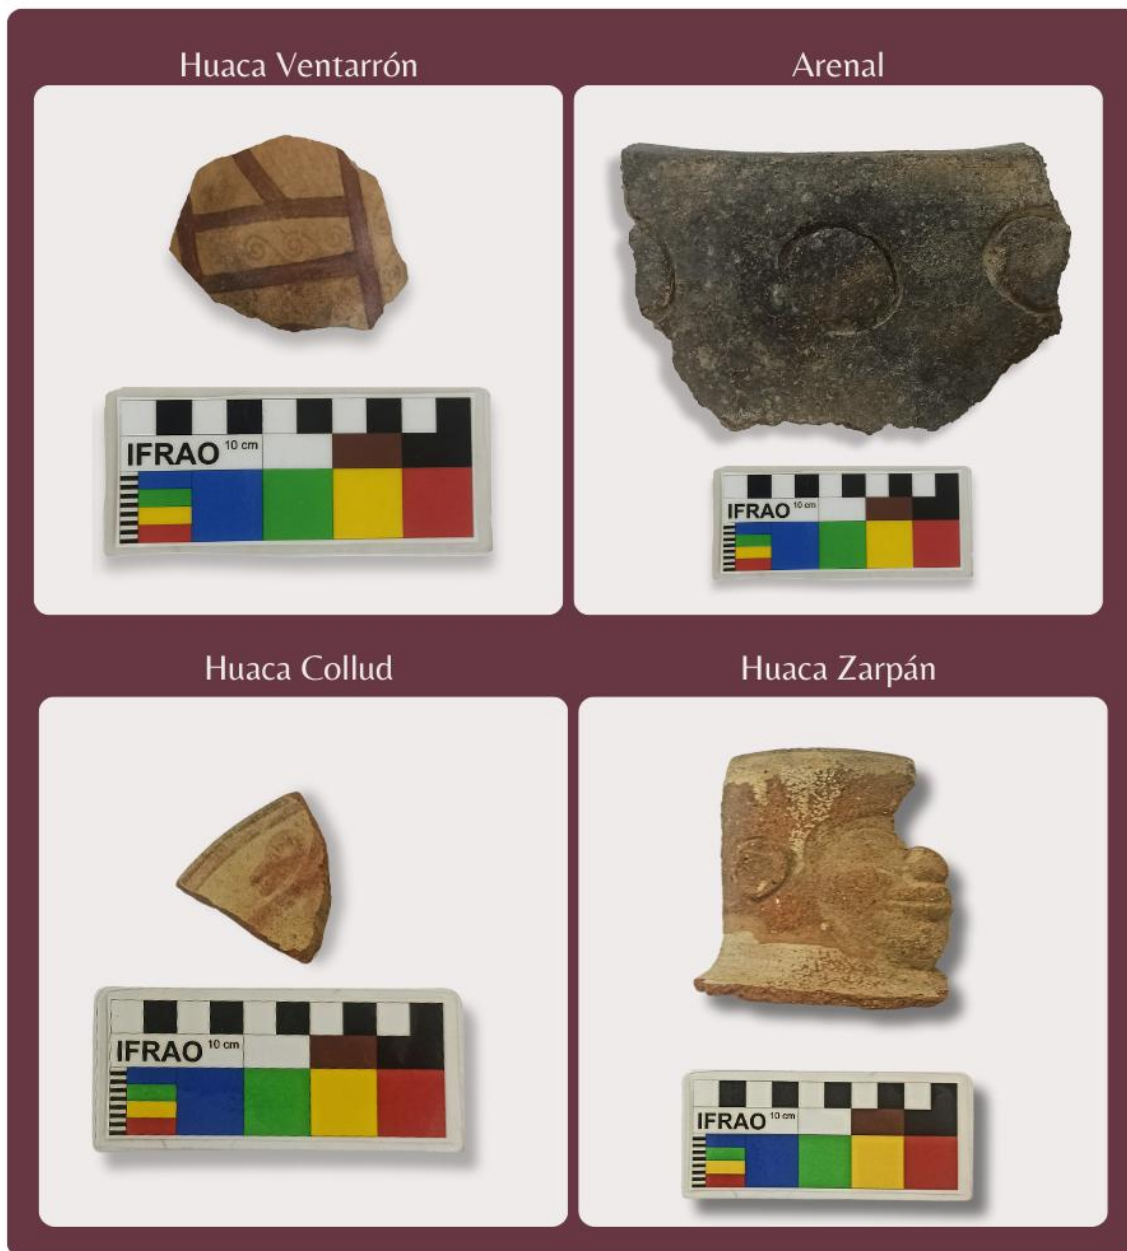 Huaca Ventarrón
Arenal
IFRAO 10 cm
IFRAO 10 cm
Huaca Collud
Huaca Zarpán
IFRAO 10 cm
IFRAO 10 cm